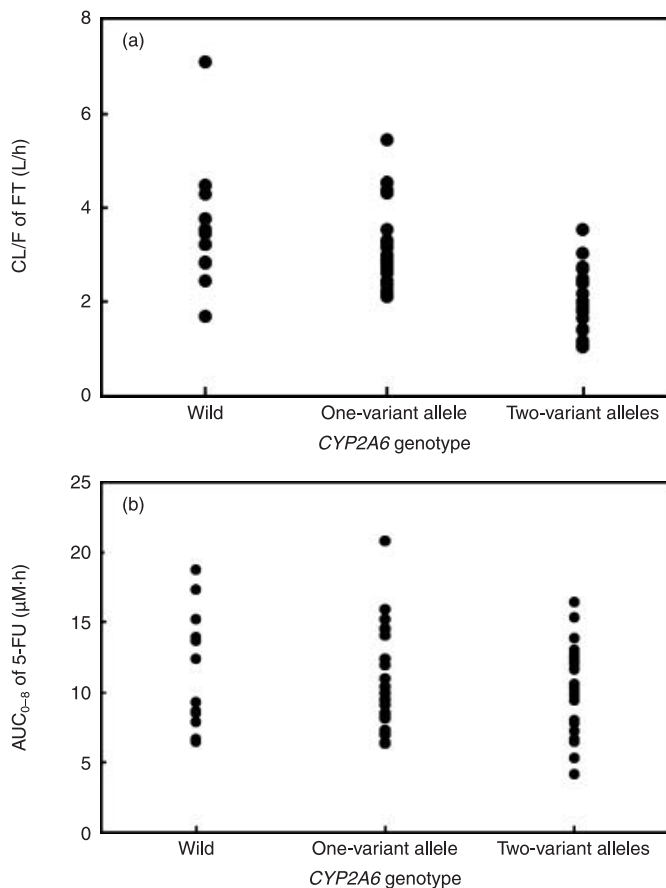 (a)
CL/F of FT (L/h)
8
6
4
2
0
Wild One-variant allele Two-variant alleles
CYP2A6 genotype
(b)
AUC₀₋₈ of 5-FU (μM·h)
25
20
15
10
5
0
Wild One-variant allele Two-variant alleles
CYP2A6 genotype